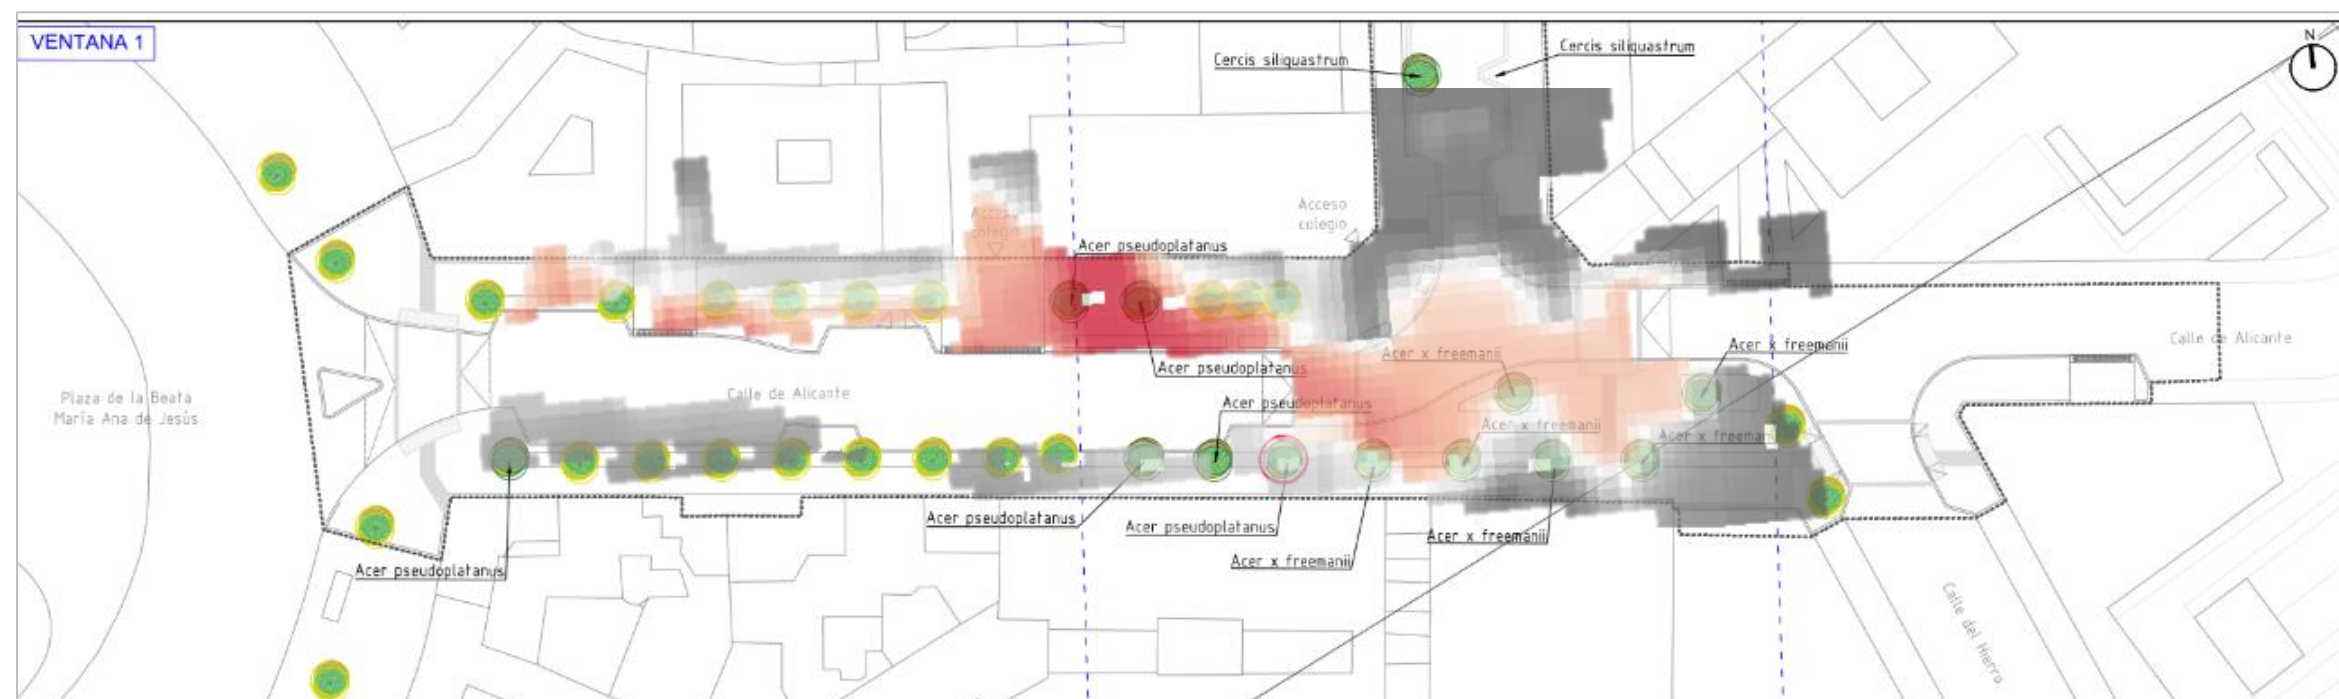 VENTANA 1
N
Cercis siliquastrum
Cercis siliquastrum
Acceso
colegio
Acceso
colegio
Acer pseudoplatanus
Acer pseudoplatanus
Acer x freemanii
Acer x freemanii
Calle de Alicante
Plaza de la Beata
María Ana de Jesús
Calle de Alicante
Acer pseudoplatanus
Acer x freemanii
Acer x freemanii
Acer pseudoplatanus
Acer pseudoplatanus
Acer x freemanii
Acer x freemanii
Acer pseudoplatanus
Calle del Hierro